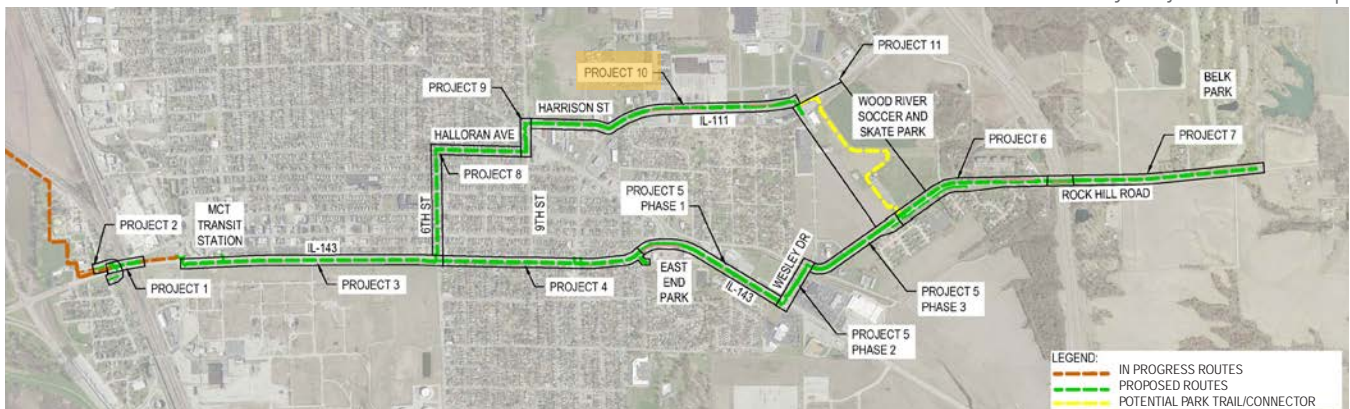 PROJECT 11
PROJECT 10
BELK
PARK
PROJECT 9
HARRISON ST
WOOD RIVER
SOCCER AND
SKATE PARK
IL-111
HALLORAN AVE
PROJECT 6
PROJECT 7
PROJECT 8
PROJECT 5
PHASE 1
ROCK HILL ROAD
MCT
TRANSIT
STATION
6TH ST
9TH ST
PROJECT 2
IL-143
WESLEY DR
EAST
END
PARK
IL-143
PROJECT 1
PROJECT 3
PROJECT 4
PROJECT 5
PHASE 3
PROJECT 5
PHASE 2
LEGEND:
IN PROGRESS ROUTES
PROPOSED ROUTES
POTENTIAL PARK TRAIL/CONNECTOR